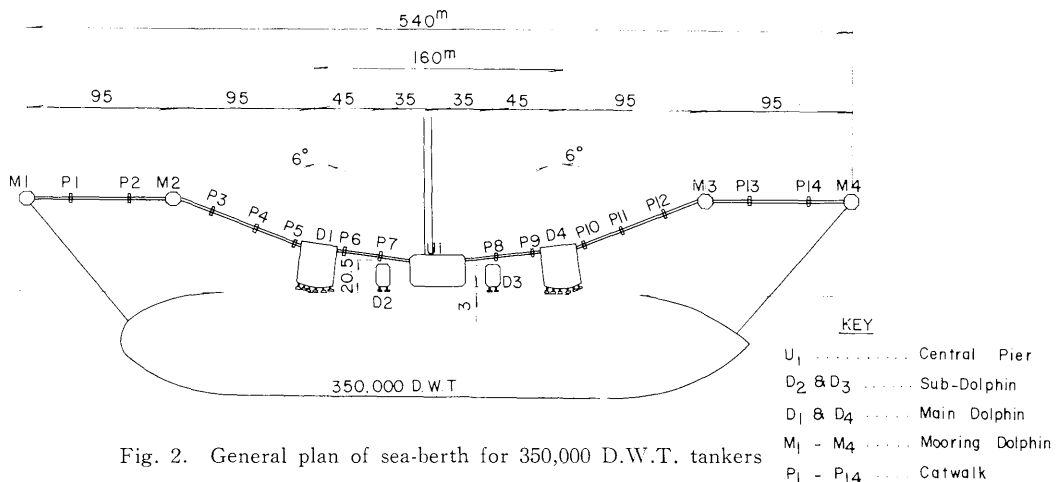 540m
160m
95 95 45 35 35 45 95 95
6° 6°
M1 P1 P2 M2 P3 P4 P5 D1 P6 P7 U1 P8 P9 D4 P10 P11 P12 M3 P13 P14 M4
20.5 D2 3 D3
350,000 D.W.T
KEY
U1 .......... Central Pier
D2 & D3 ...... Sub-Dolphin
D1 & D4 ..... Main Dolphin
M1 - M4 ..... Mooring Dolphin
P1 - P14 ..... Catwalk
Fig. 2. General plan of sea-berth for 350,000 D.W.T. tankers